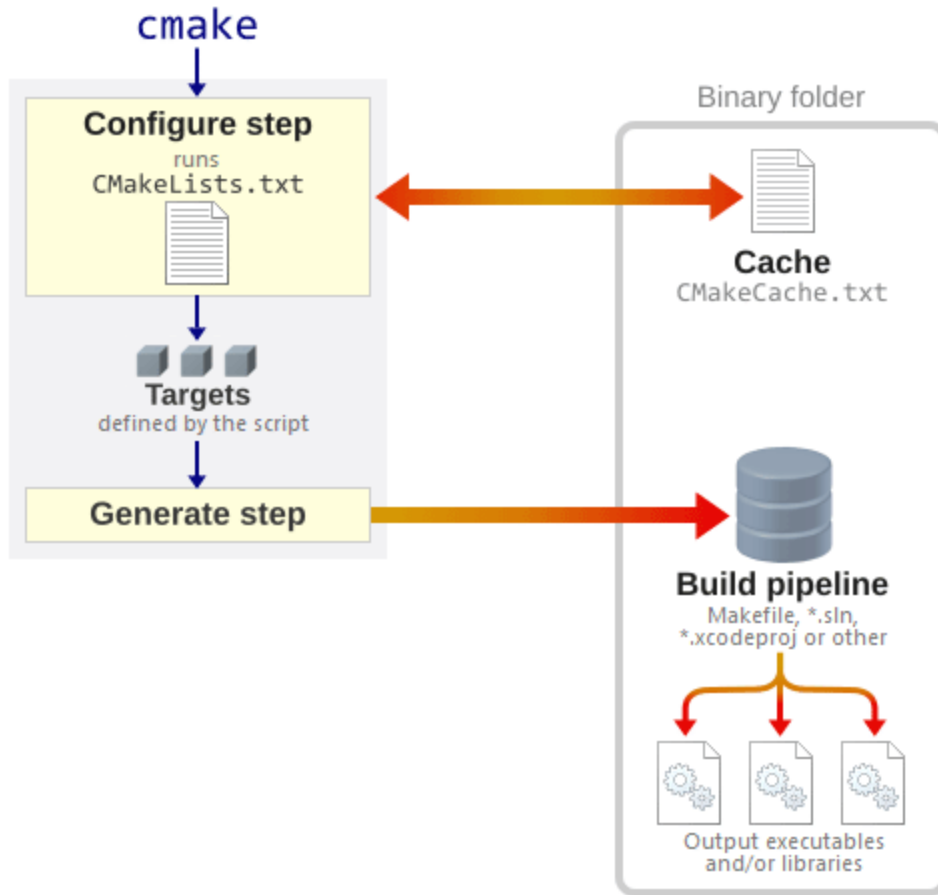 cmake
Configure step
runs
CMakeLists.txt
Targets
defined by the script
Generate step
Binary folder
Cache
CMakeCache.txt
Build pipeline
Makefile, *.sln,
*.xcodeproj or other
Output executables
and/or libraries